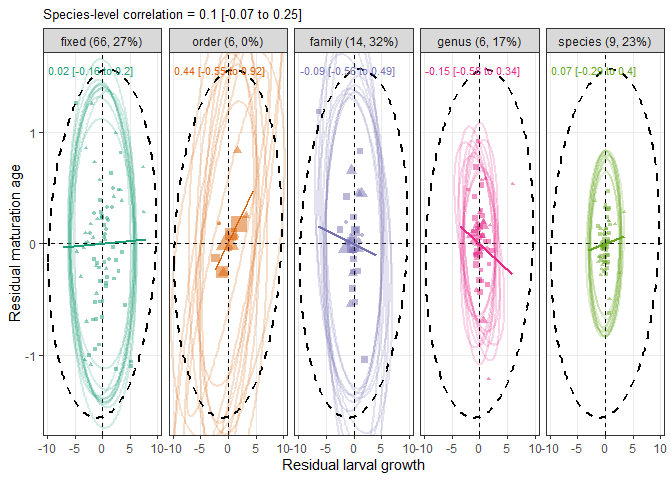 Species-level correlation = 0.1 [-0.07 to 0.25]
fixed (66, 27%)
order (6, 0%)
family (14, 32%)
genus (6, 17%)
species (9, 23%)
0.02 [-0.16 to 0.2]
0.44 [-0.55 to 0.92]
-0.09 [-0.56 to 0.49]
-0.15 [-0.58 to 0.34]
0.07 [-0.29 to 0.4]
Residual maturation age
1
0
-1
-10 -5 0 5 10
-10 -5 0 5 10
-10 -5 0 5 10
-10 -5 0 5 10
-10 -5 0 5 10
Residual larval growth